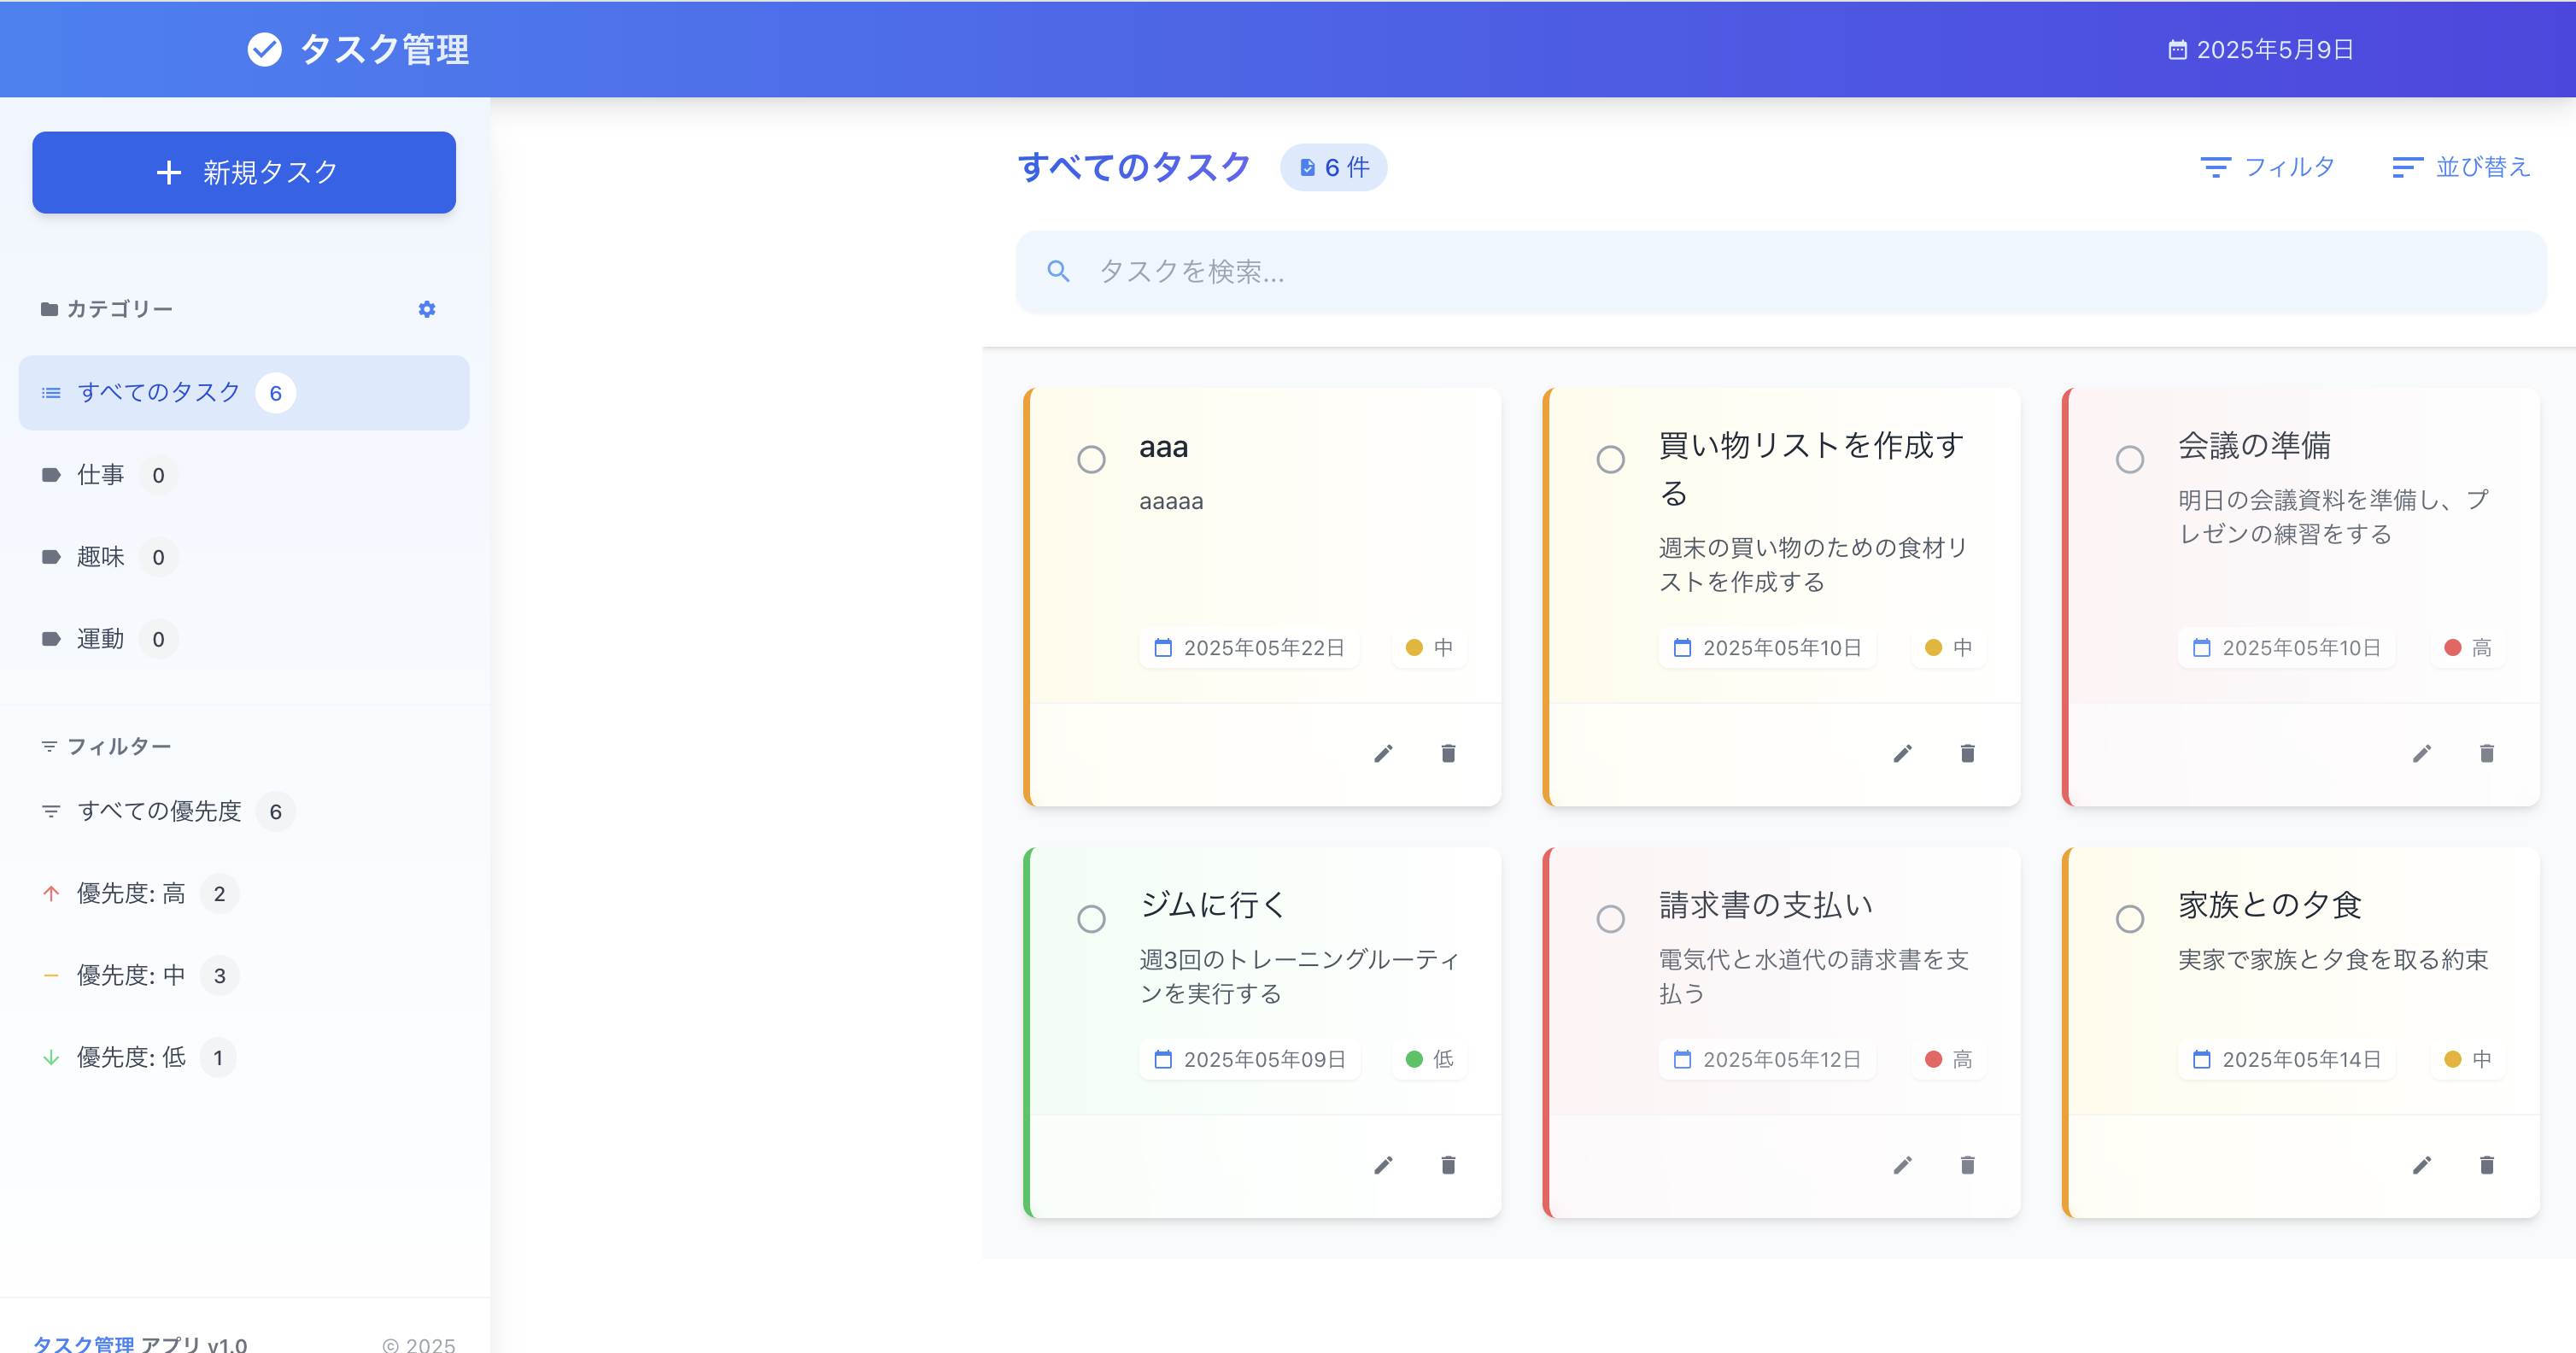 タスク管理
2025年5月9日
新規タスク
カテゴリー
すべてのタスク 6
仕事 0
趣味 0
運動 0
フィルター
すべての優先度 6
優先度: 高 2
優先度: 中 3
優先度: 低 1
タスク管理 アプリ v1.0
© 2025
すべてのタスク
6 件
フィルタ
並び替え
タスクを検索...
aaa
aaaaa
2025年05月22日
中
買い物リストを作成す
る
週末の買い物のための食材リ
ストを作成する
2025年05月10日
中
会議の準備
明日の会議資料を準備し、プ
レゼンの練習をする
2025年05月10日
高
ジムに行く
週3回のトレーニングルーティ
ンを実行する
2025年05月09日
低
請求書の支払い
電気代と水道代の請求書を支
払う
2025年05月12日
高
家族との夕食
実家で家族と夕食を取る約束
2025年05月14日
中